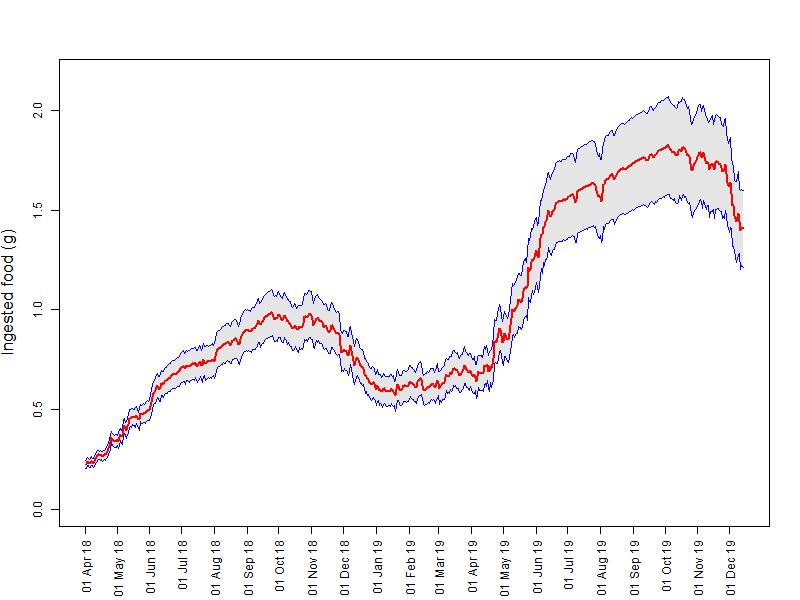 Ingested food (g)
2.0
1.5
1.0
0.5
0.0
01 Apr 18
01 May 18
01 Jun 18
01 Jul 18
01 Aug 18
01 Sep 18
01 Oct 18
01 Nov 18
01 Dec 18
01 Jan 19
01 Feb 19
01 Mar 19
01 Apr 19
01 May 19
01 Jun 19
01 Jul 19
01 Aug 19
01 Sep 19
01 Oct 19
01 Nov 19
01 Dec 19